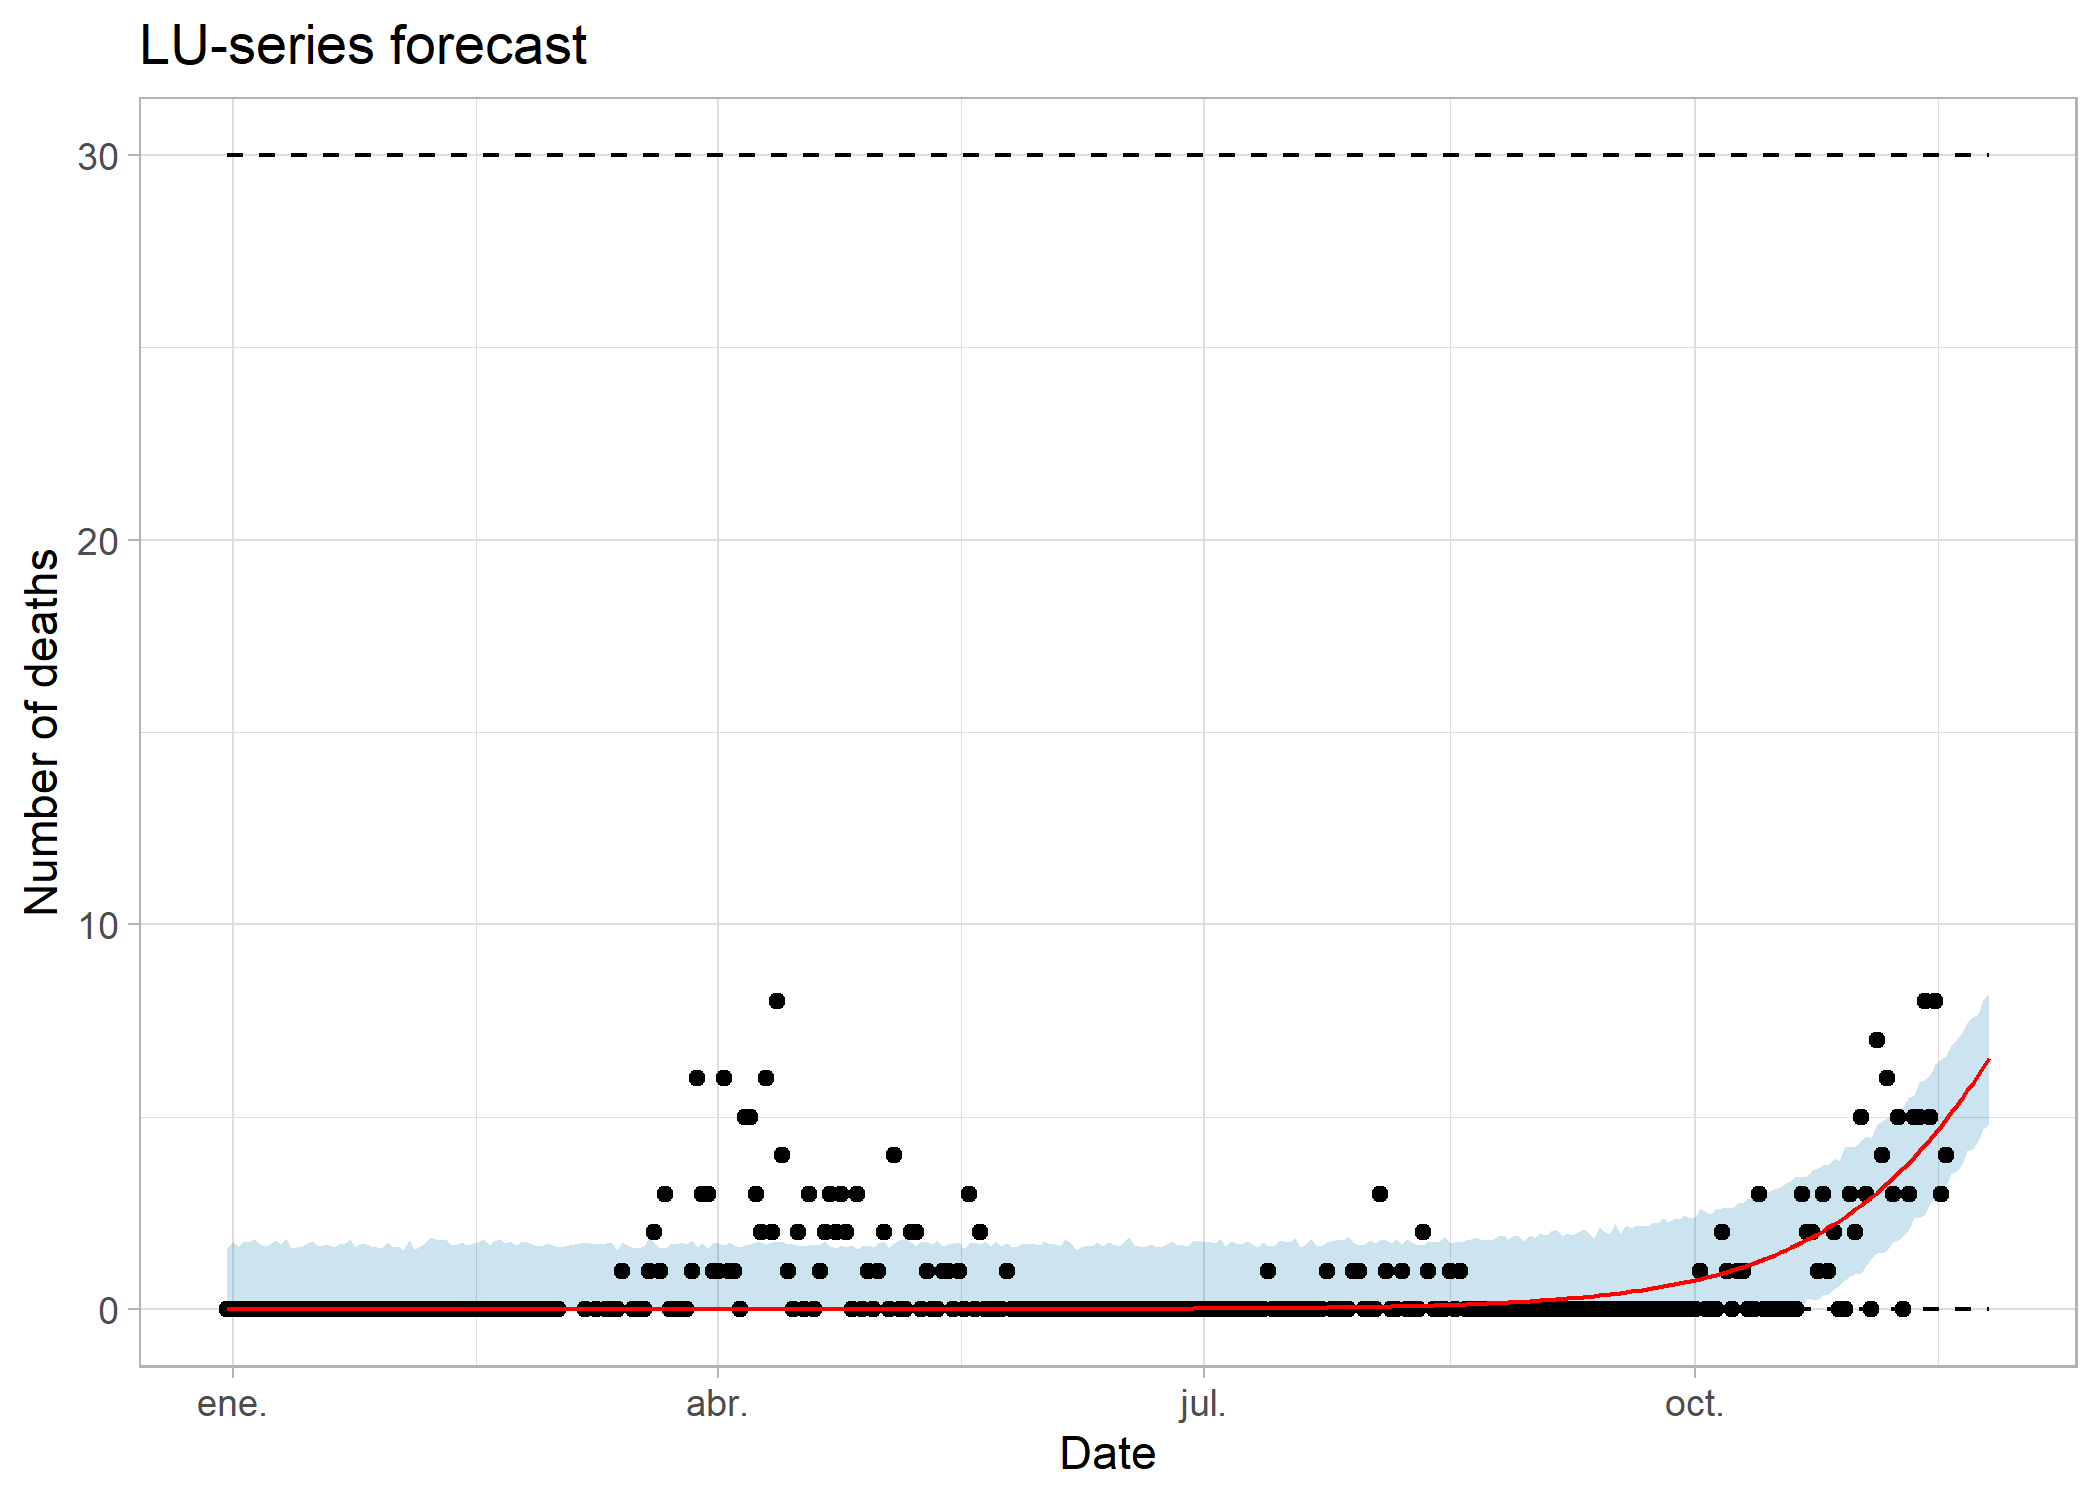 LU-series forecast
30
20
10
0
Number of deaths
ene.
abr.
jul.
oct.
Date